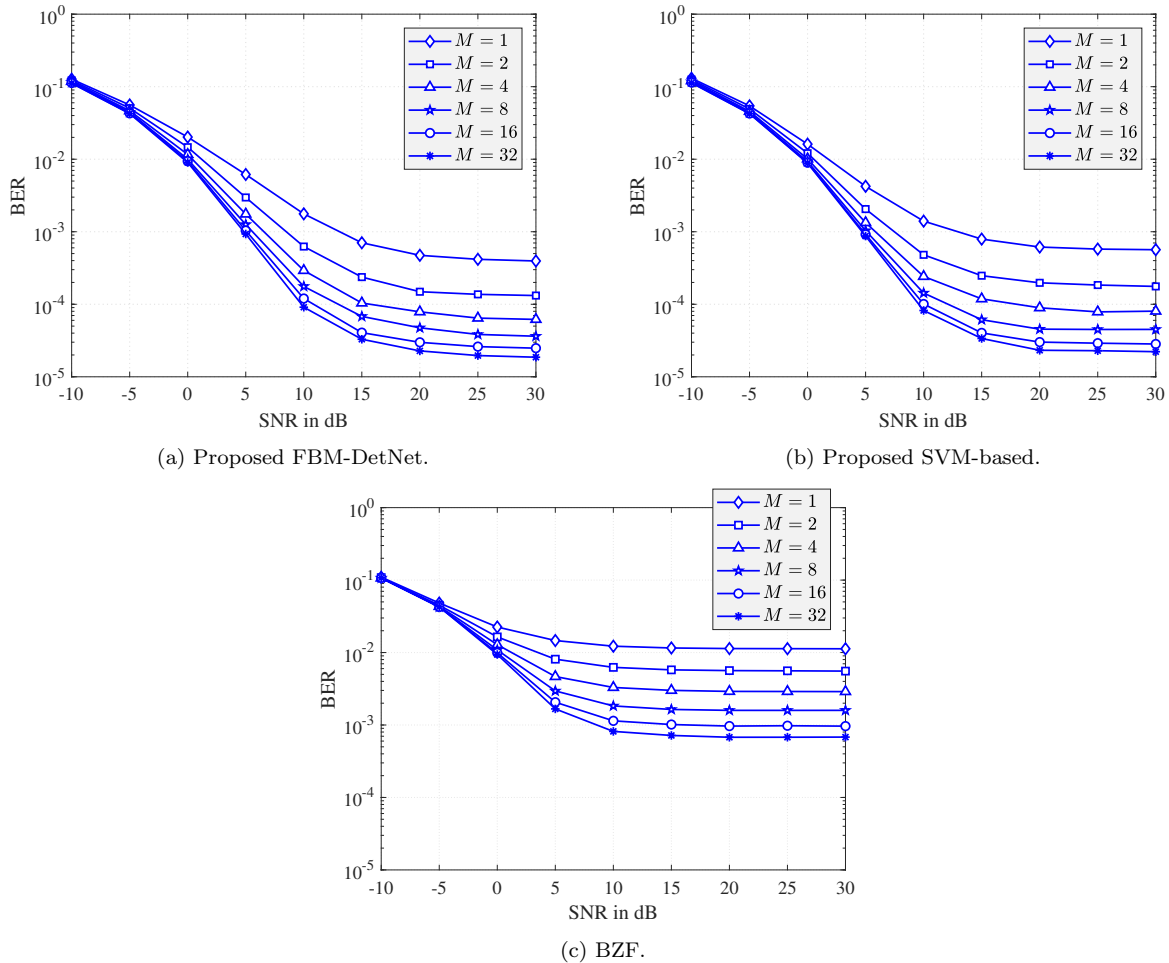 10^0
10^-1
10^-2
10^-3
10^-4
10^-5
BER
M = 1
M = 2
M = 4
M = 8
M = 16
M = 32
-10 -5 0 5 10 15 20 25 30
SNR in dB
(a) Proposed FBM-DetNet.
10^0
10^-1
10^-2
10^-3
10^-4
10^-5
BER
M = 1
M = 2
M = 4
M = 8
M = 16
M = 32
-10 -5 0 5 10 15 20 25 30
SNR in dB
(b) Proposed SVM-based.
10^0
10^-1
10^-2
10^-3
10^-4
10^-5
BER
M = 1
M = 2
M = 4
M = 8
M = 16
M = 32
-10 -5 0 5 10 15 20 25 30
SNR in dB
(c) BZF.